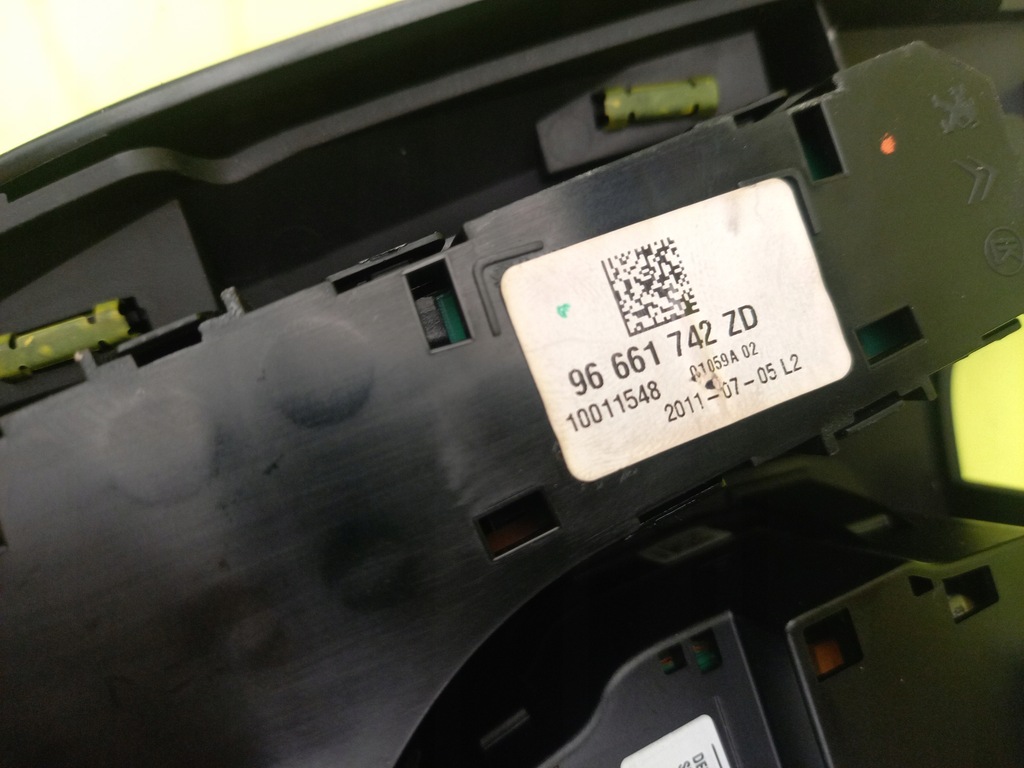 96 661 742 ZD
10011548 01059A 02
2011-07-05 L2